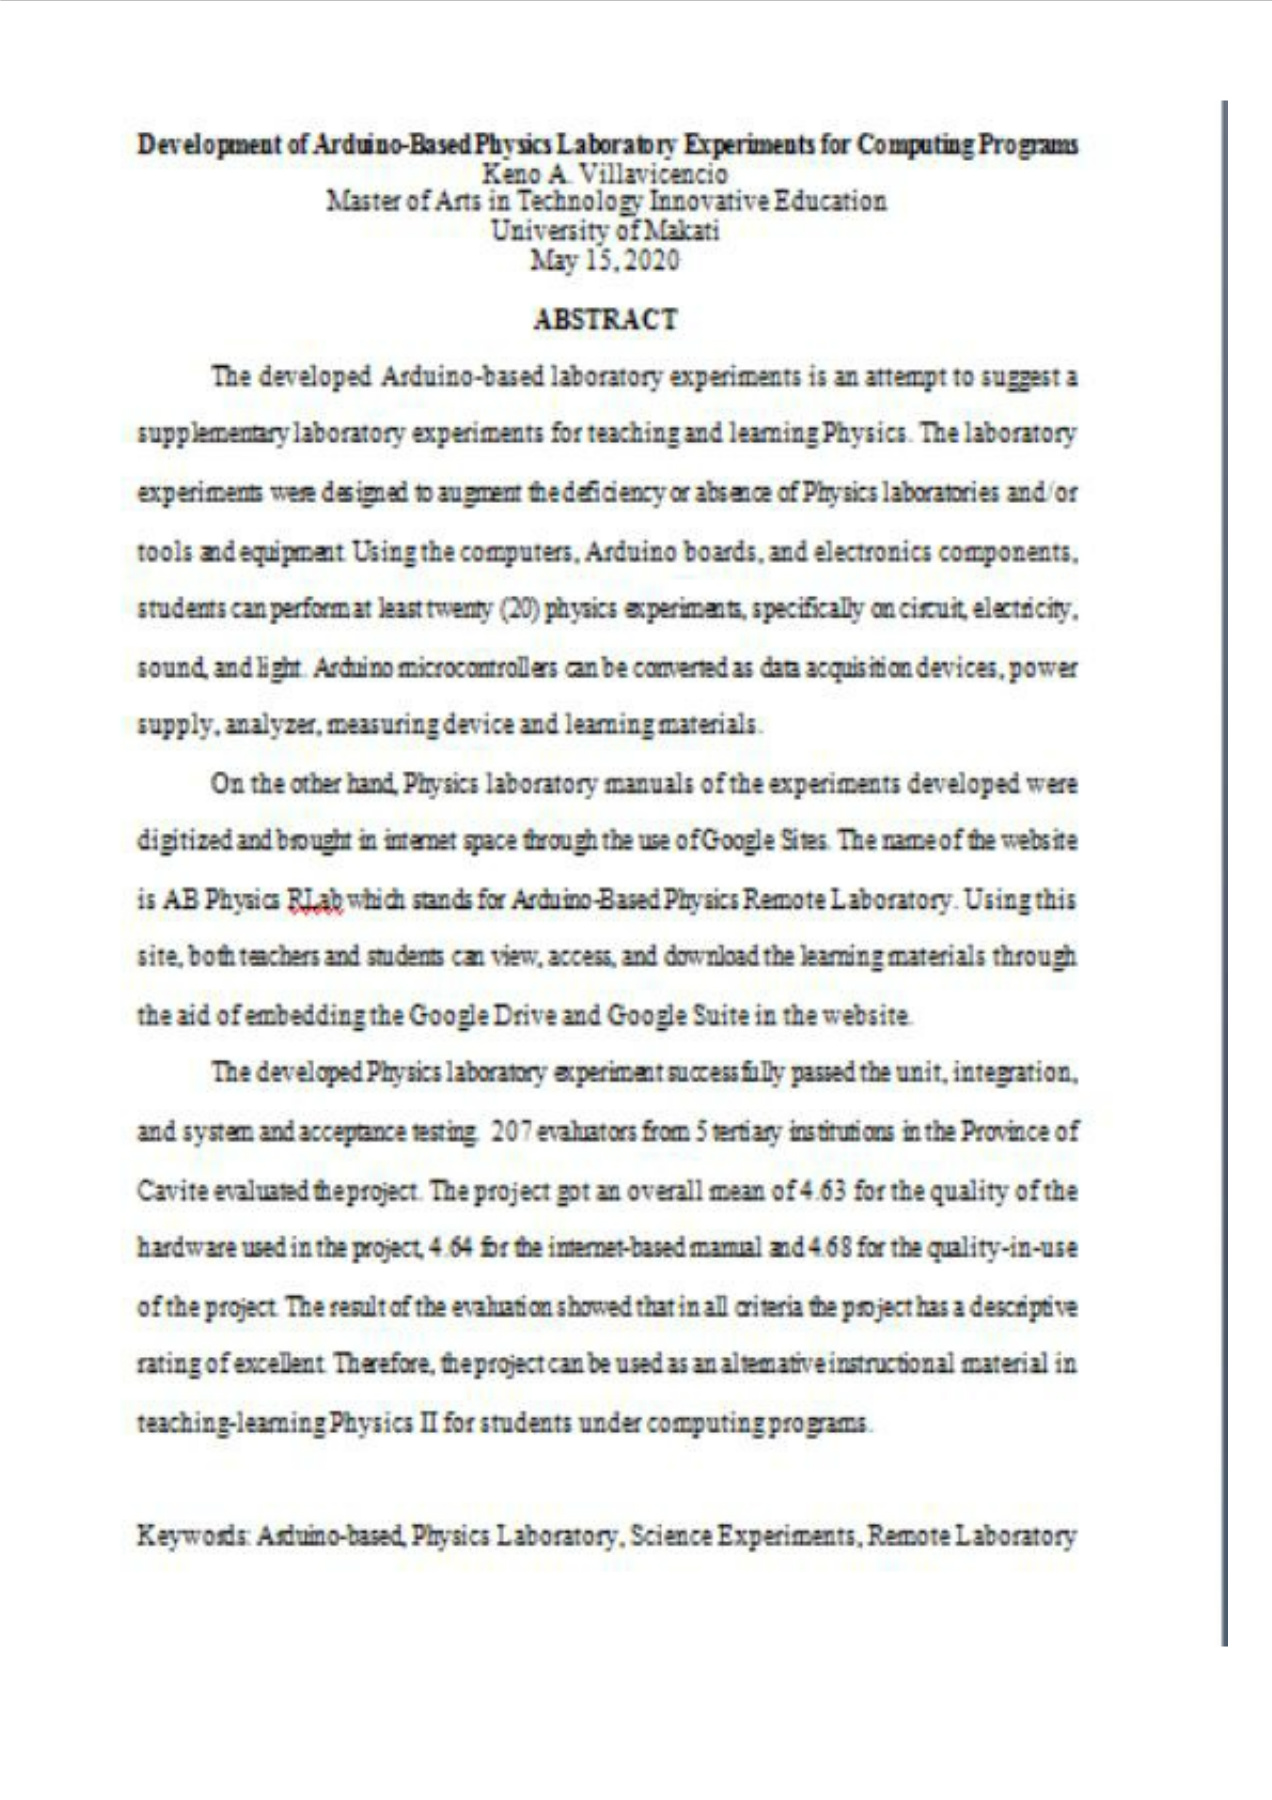 Development of Arduino-Based Physics Laboratory Experiments for Computing Programs
Keno A. Villavicencio
Master of Arts in Technology Innovative Education
University of Makati
May 15, 2020
ABSTRACT
The developed Arduino-based laboratory experiments is an attempt to suggest a
supplementary laboratory experiments for teaching and learning Physics. The laboratory
experiments were designed to augment the deficiency or absence of Physics laboratories and/or
tools and equipment. Using the computers, Arduino boards, and electronics components,
students can perform at least twenty (20) physics experiments, specifically on circuit, electricity,
sound, and light. Arduino microcontrollers can be converted as data acquisition devices, power
supply, analyzer, measuring device and learning materials.
On the other hand, Physics laboratory manuals of the experiments developed were
digitized and brought in internet space through the use of Google Sites. The name of the website
is AB Physics RLab which stands for Arduino-Based Physics Remote Laboratory. Using this
site, both teachers and students can view, access, and download the learning materials through
the aid of embedding the Google Drive and Google Suite in the website.
The developed Physics laboratory experiment successfully passed the unit, integration,
and system and acceptance testing. 207 evaluators from 5 tertiary institutions in the Province of
Cavite evaluated the project. The project got an overall mean of 4.63 for the quality of the
hardware used in the project, 4.64 for the internet-based manual and 4.68 for the quality-in-use
of the project. The result of the evaluation showed that in all criteria the project has a descriptive
rating of excellent. Therefore, the project can be used as an alternative instructional material in
teaching-learning Physics II for students under computing programs.
Keywords: Arduino-based, Physics Laboratory, Science Experiments, Remote Laboratory